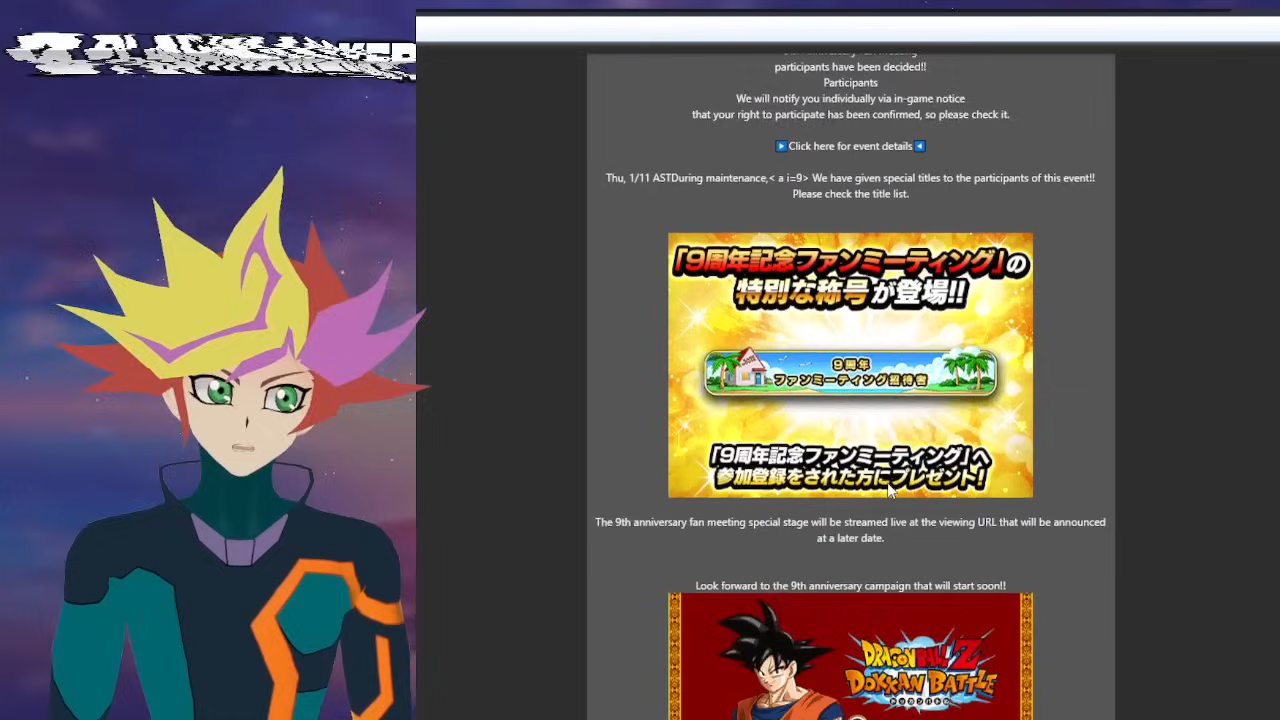 participants have been decided!!
Participants
We will notify you individually via in-game notice
that your right to participate has been confirmed, so please check it.
Click here for event details
Thu, 1/11 ASTDuring maintenance,< a i=9> We have given special titles to the participants of this event!!
Please check the title list.
「9周年記念ファンミーティング」の
特別な称号が登場!!
9周年
ファンミーティング招待者
「9周年記念ファンミーティング」へ
参加登録をされた方にプレゼント!
The 9th anniversary fan meeting special stage will be streamed live at the viewing URL that will be announced
at a later date.
Look forward to the 9th anniversary campaign that will start soon!!
DRAGON BALL Z
DOKKAN BATTLE
ドッカンバトル